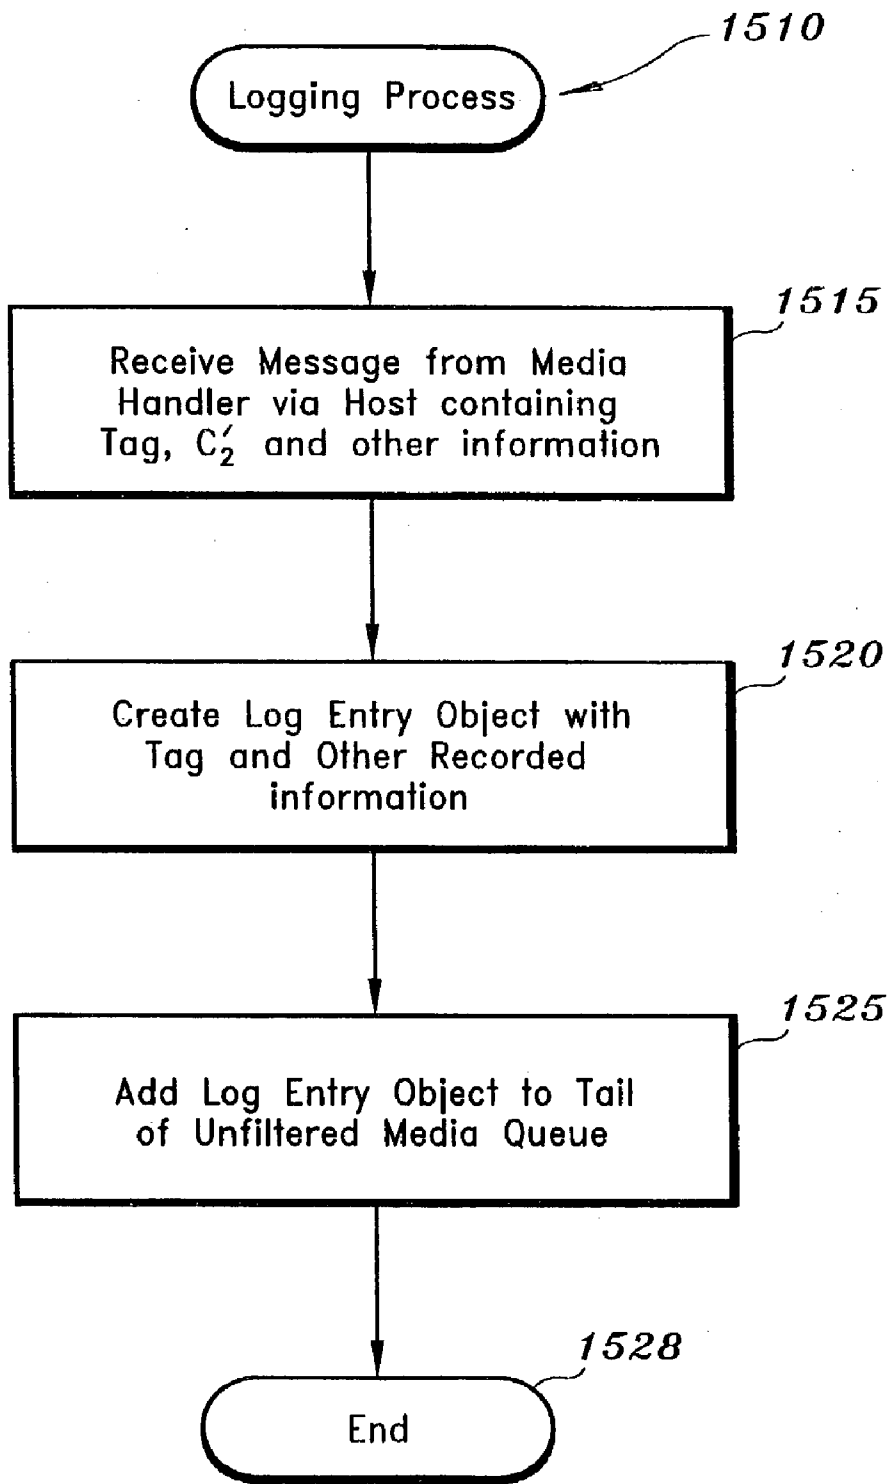 1510
Logging Process
1515
Receive Message from Media
Handler via Host containing
Tag, C₂′ and other information
1520
Create Log Entry Object with
Tag and Other Recorded
information
1525
Add Log Entry Object to Tail
of Unfiltered Media Queue
1528
End